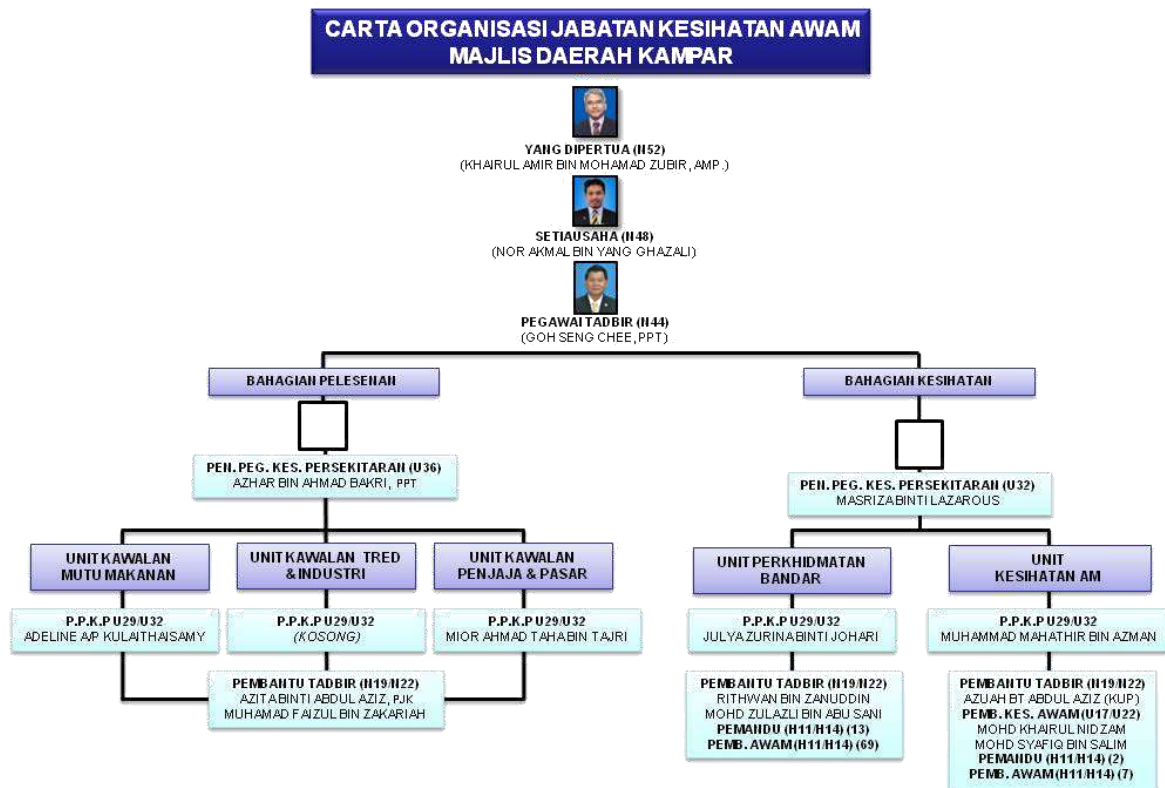 CARTA ORGANISASI JABATAN KESIHATAN AWAM
MAJLIS DAERAH KAMPAR
YANG DIPERTUA (N52)
(KHAIRUL AMIR BIN MOHAMAD ZUBIR, AMP.)
SETIAUSAHA (N48)
(NOR AKMAL BIN YANG GHAZALI)
PEGAWAI TADBIR (N44)
(GOH SENG CHEE, PPT)
BAHAGIAN PELESENAN
PEN. PEG. KES. PERSEKITARAN (U36)
AZHAR BIN AHMAD BAKRI, PPT
UNIT KAWALAN
MUTU MAKANAN
P.P.K.P U29/U32
ADELINE A/P KULAITHAISAMY
UNIT KAWALAN TRED
& INDUSTRI
P.P.K.P U29/U32
(KOSONG)
UNIT KAWALAN
PENJAJA & PASAR
P.P.K.P U29/U32
MIOR AHMAD TAHA BIN TAJRI
PEMBANTU TADBIR (N19/N22)
AZITA BINTI ABDUL AZIZ, PJK
MUHAMAD FAIZUL BIN ZAKARIAH
BAHAGIAN KESIHATAN
PEN. PEG. KES. PERSEKITARAN (U32)
MASRIZA BINTI LAZAROUS
UNIT PERKHIDMATAN
BANDAR
P.P.K.P U29/U32
JULYA ZURINA BINTI JOHARI
PEMBANTU TADBIR (N19/N22)
RITHWAN BIN ZANUDDIN
MOHD ZULAZLI BIN ABU SANI
PEMANDU (H11/H14) (13)
PEMB. AWAM (H11/H14) (69)
UNIT
KESIHATAN AM
P.P.K.P U29/U32
MUHAMMAD MAHATHIR BIN AZMAN
PEMBANTU TADBIR (N19/N22)
AZUAH BT ABDUL AZIZ (KUP)
PEMB. KES. AWAM (U17/U22)
MOHD KHAIRUL NIDZAM
MOHD SYAFIQ BIN SALIM
PEMANDU (H11/H14) (2)
PEMB. AWAM (H11/H14) (7)